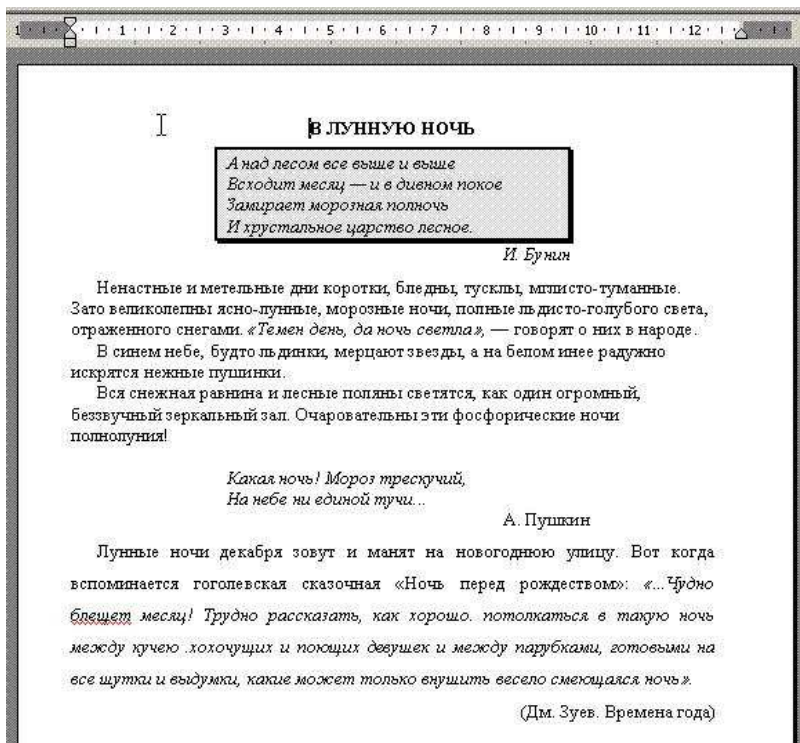 1 1 2 3 4 5 6 7 8 9 10 11 12
В ЛУННУЮ НОЧЬ
А над лесом все выше и выше
Всходит месяц — и в дивном покое
Замирает морозная полночь
И хрустальное царство лесное.
И. Бунин
Ненастные и метельные дни коротки, бледны, тусклы, мглисто-туманные.
Зато великолепны ясно-лунные, морозные ночи, полные льдисто-голубого света,
отраженного снегами. «Темен день, да ночь светла», — говорят о них в народе.
В синем небе, будто льдинки, мерцают звезды, а на белом инее радужно
искрятся нежные пушинки.
Вся снежная равнина и лесные поляны светятся, как один огромный,
беззвучный зеркальный зал. Очаровательны эти фосфорические ночи
полнолуния!
Какая ночь! Мороз трескучий,
На небе ни единой тучи...
А. Пушкин
Лунные ночи декабря зовут и манят на новогоднюю улицу. Вот когда
вспоминается гоголевская сказочная «Ночь перед рождеством»: «...Чудно
блещет месяц! Трудно рассказать, как хорошо. потолкаться в такую ночь
между кучею .хохочущих и поющих девушек и между парубками, готовыми на
все шутки и выдумки, какие может только внушить весело смеющаяся ночь».
(Дм. Зуев. Времена года)